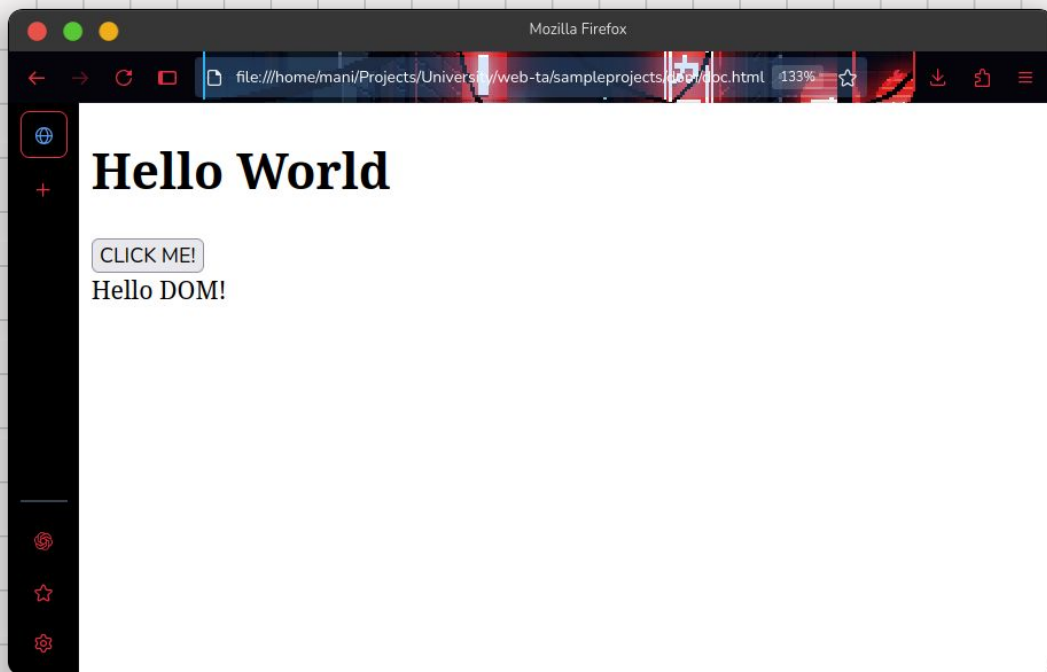 Mozilla Firefox
file:///home/mani/Projects/University/web-ta/sampleprojects/dom/doc.html 133%
Hello World
CLICK ME!
Hello DOM!